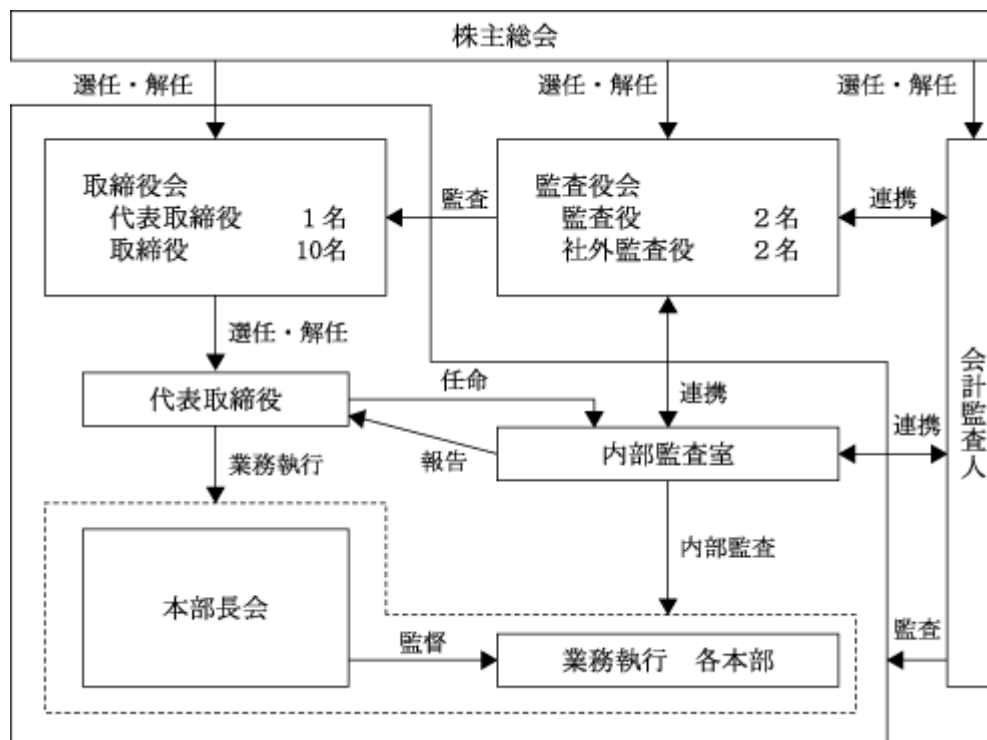 株主総会
選任・解任
選任・解任
選任・解任
取締役会
代表取締役 1名
取締役 10名
監査
監査役会
監査役 2名
社外監査役 2名
連携
選任・解任
代表取締役
任命
連携
報告
内部監査室
連携
会計監査人
業務執行
内部監査
本部長会
監督
業務執行 各本部
監査